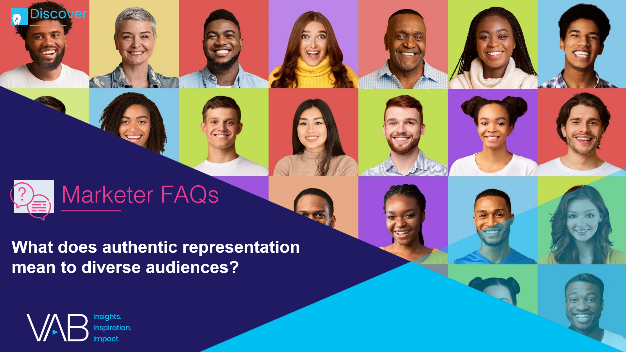 Discover
Marketer FAQs
What does authentic representation
mean to diverse audiences?
VAB
Insights.
Inspiration.
Impact.